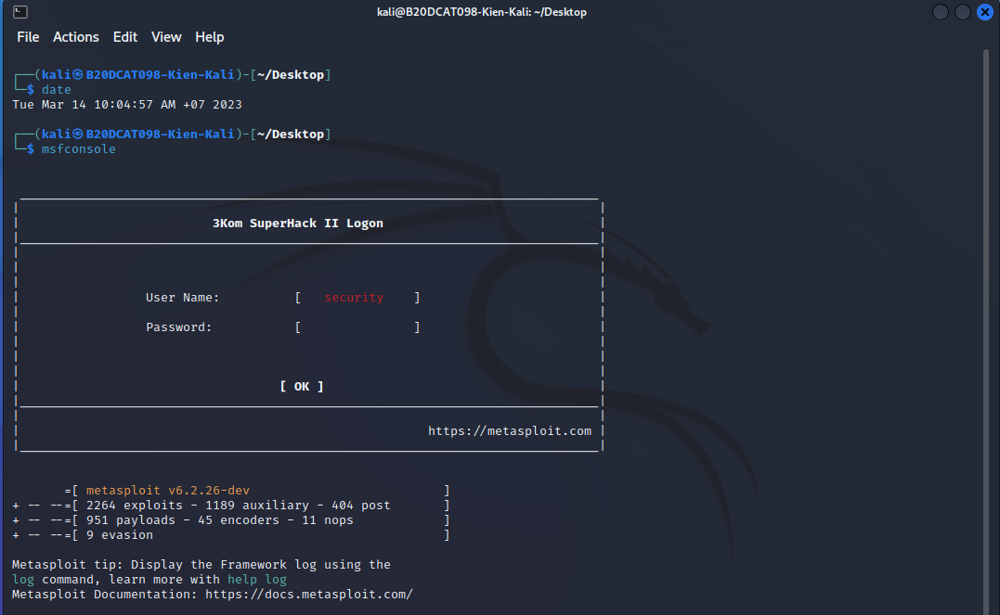 kali@B20DCAT098-Kien-Kali: ~/Desktop
File Actions Edit View Help
┌──(kali㉿B20DCAT098-Kien-Kali)-[~/Desktop]
└─$ date
Tue Mar 14 10:04:57 AM +07 2023
┌──(kali㉿B20DCAT098-Kien-Kali)-[~/Desktop]
└─$ msfconsole
3Kom SuperHack II Logon
User Name: [ security ]
Password: [ ]
[ OK ]
https://metasploit.com
=[ metasploit v6.2.26-dev ]
+ -- --=[ 2264 exploits - 1189 auxiliary - 404 post ]
+ -- --=[ 951 payloads - 45 encoders - 11 nops ]
+ -- --=[ 9 evasion ]
Metasploit tip: Display the Framework log using the
log command, learn more with help log
Metasploit Documentation: https://docs.metasploit.com/